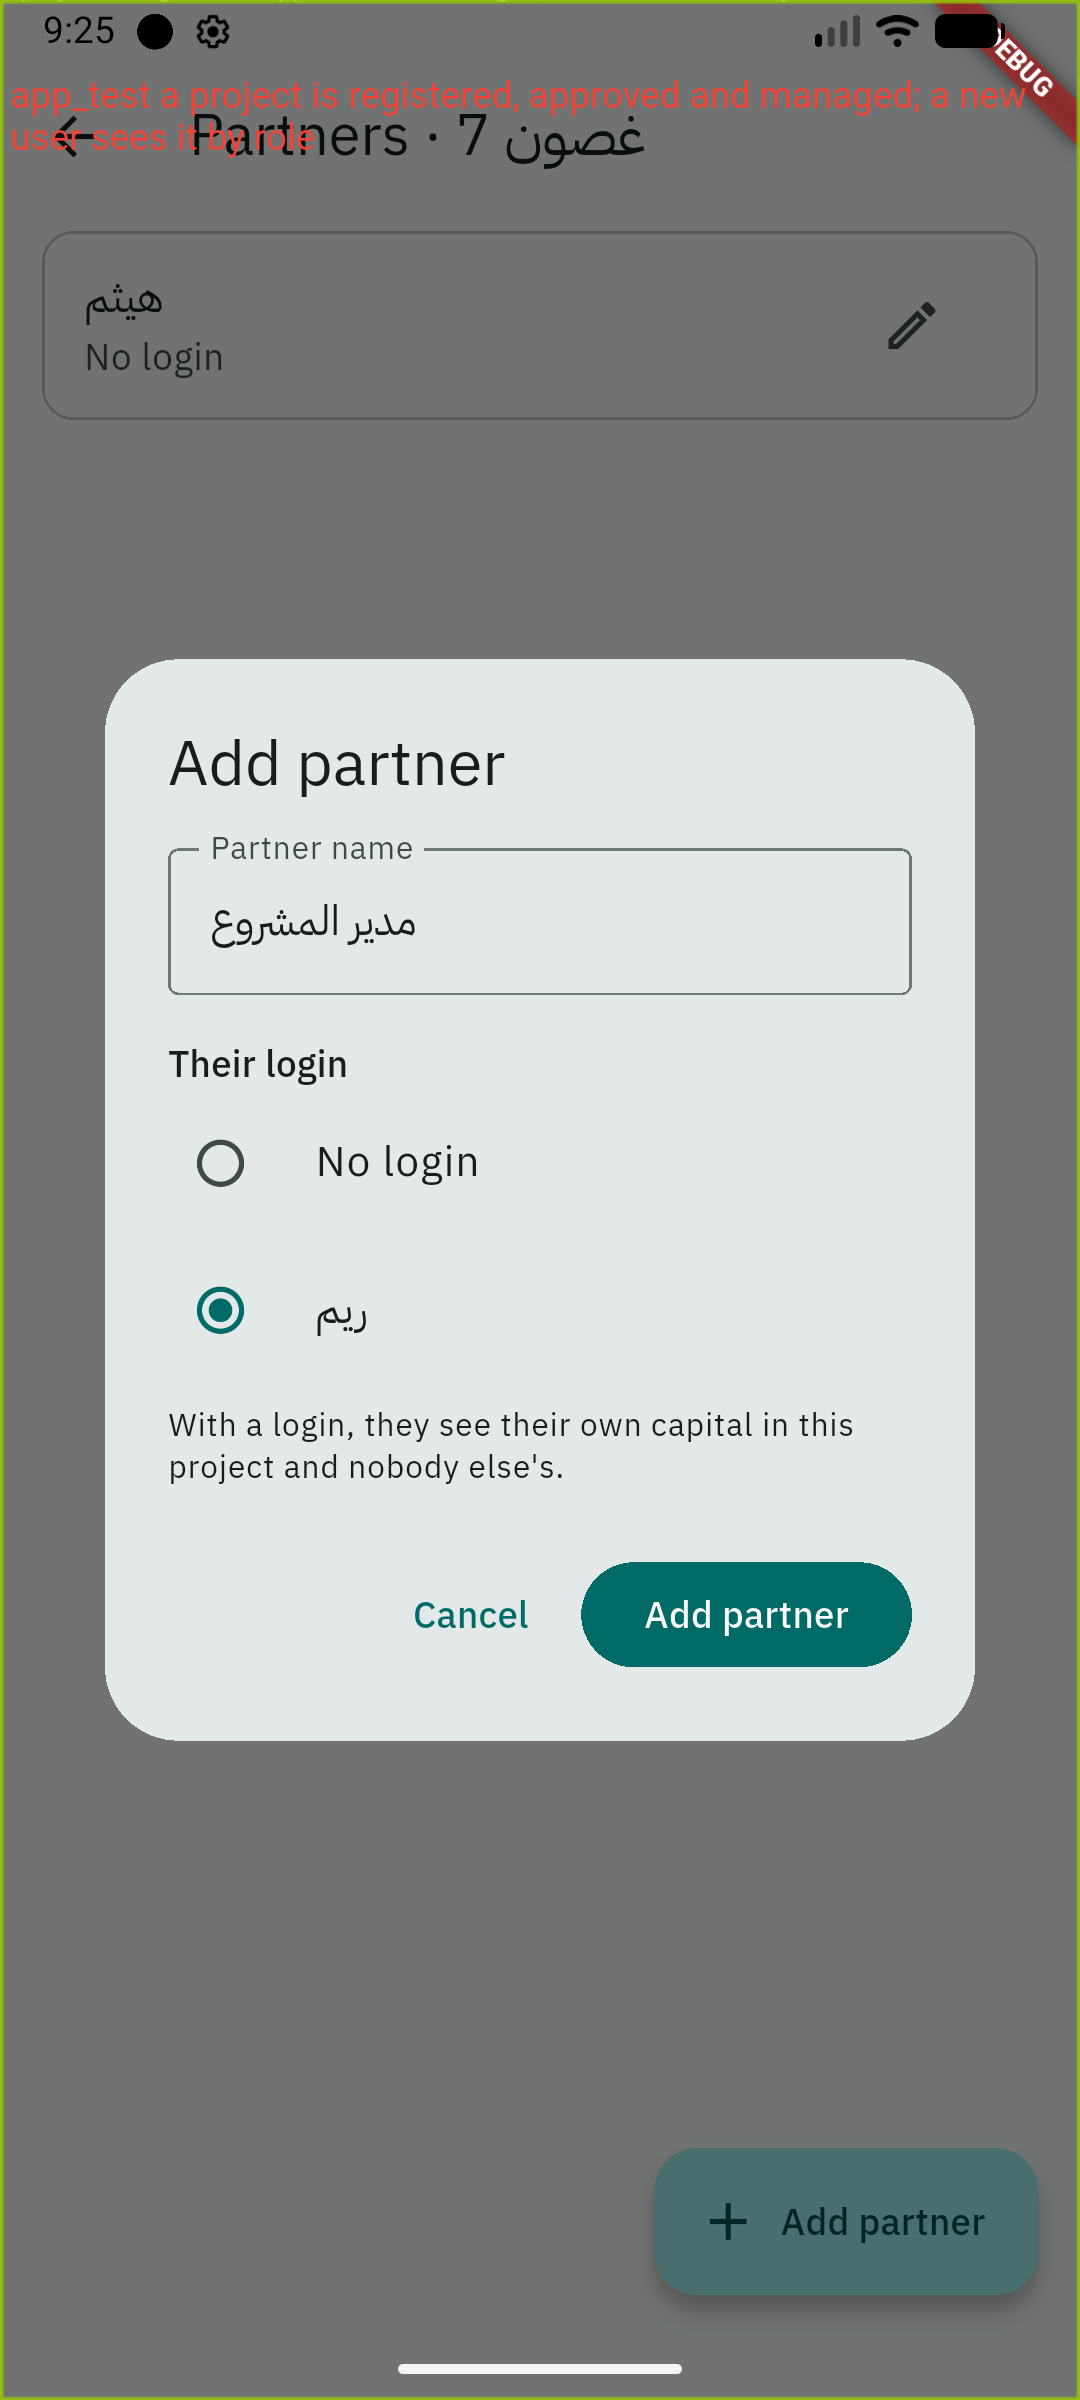 9:25
DEBUG
app_test a project is registered, approved and managed; a new
user sees it by role
Partners · 7 غصون
هيثم
No login
Add partner
Partner name
مدير المشروع
Their login
No login
ريم
With a login, they see their own capital in this
project and nobody else's.
Cancel
Add partner
Add partner